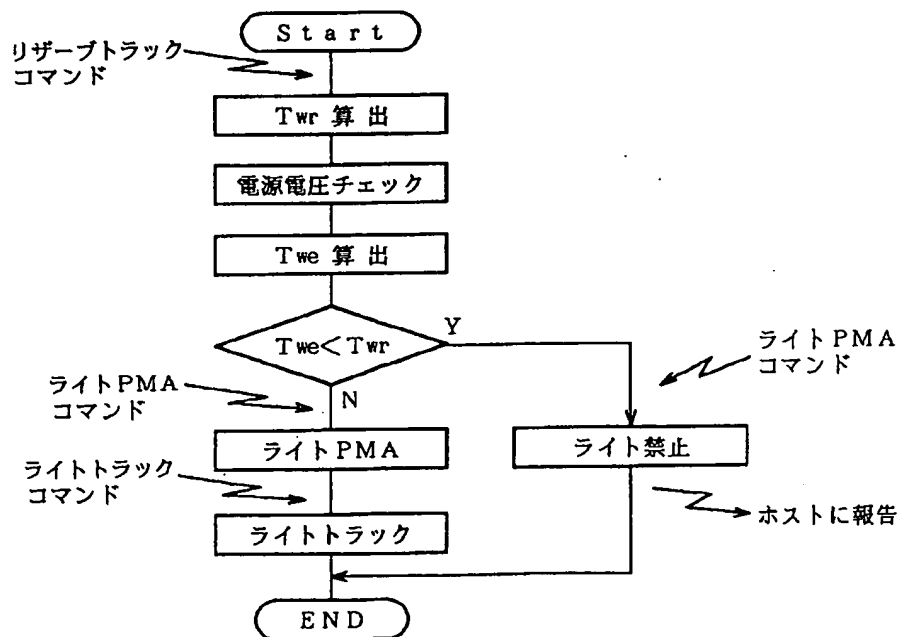 Start
リザーブトラック
コマンド
Twr 算出
電源電圧チェック
Twe 算出
Twe<Twr
Y
N
ライトPMA
コマンド
ライトPMA
コマンド
ライトPMA
ライト禁止
ライトトラック
コマンド
ホストに報告
ライトトラック
END